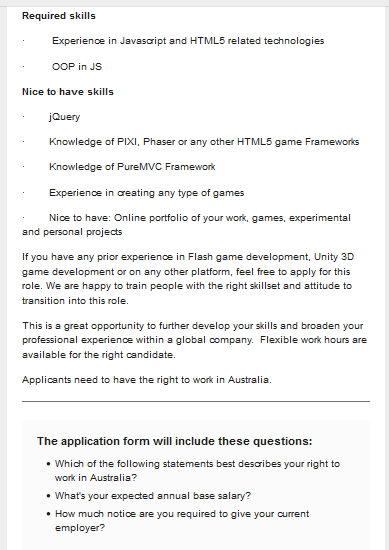 Required skills
· Experience in Javascript and HTML5 related technologies
· OOP in JS
Nice to have skills
· jQuery
· Knowledge of PIXI, Phaser or any other HTML5 game Frameworks
· Knowledge of PureMVC Framework
· Experience in creating any type of games
· Nice to have: Online portfolio of your work, games, experimental
and personal projects
If you have any prior experience in Flash game development, Unity 3D
game development or on any other platform, feel free to apply for this
role. We are happy to train people with the right skillset and attitude to
transition into this role.
This is a great opportunity to further develop your skills and broaden your
professional experience within a global company.  Flexible work hours are
available for the right candidate.
Applicants need to have the right to work in Australia.
The application form will include these questions:
• Which of the following statements best describes your right to
work in Australia?
• What's your expected annual base salary?
• How much notice are you required to give your current
employer?